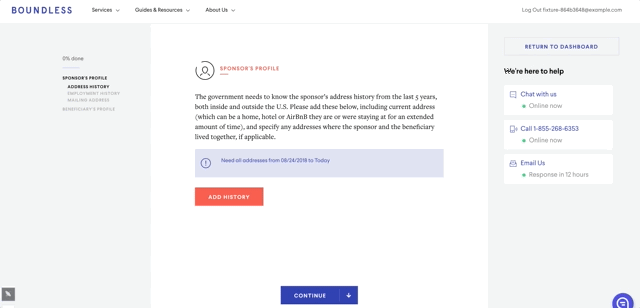 BOUNDLESS
Services
Guides & Resources
About Us
Log Out fixture-864b3648@example.com
0% done
SPONSOR'S PROFILE
ADDRESS HISTORY
EMPLOYMENT HISTORY
MAILING ADDRESS
BENEFICIARY'S PROFILE
SPONSOR'S PROFILE
The government needs to know the sponsor's address history from the last 5 years,
both inside and outside the U.S. Please add these below, including current address
(which can be a home, hotel or AirBnB they are or were staying at for an extended
amount of time), and specify any addresses where the sponsor and the beneficiary
lived together, if applicable.
Need all addresses from 08/24/2018 to Today
ADD HISTORY
CONTINUE
RETURN TO DASHBOARD
We're here to help
Chat with us
Online now
Call 1-855-268-6353
Online now
Email Us
Response in 12 hours